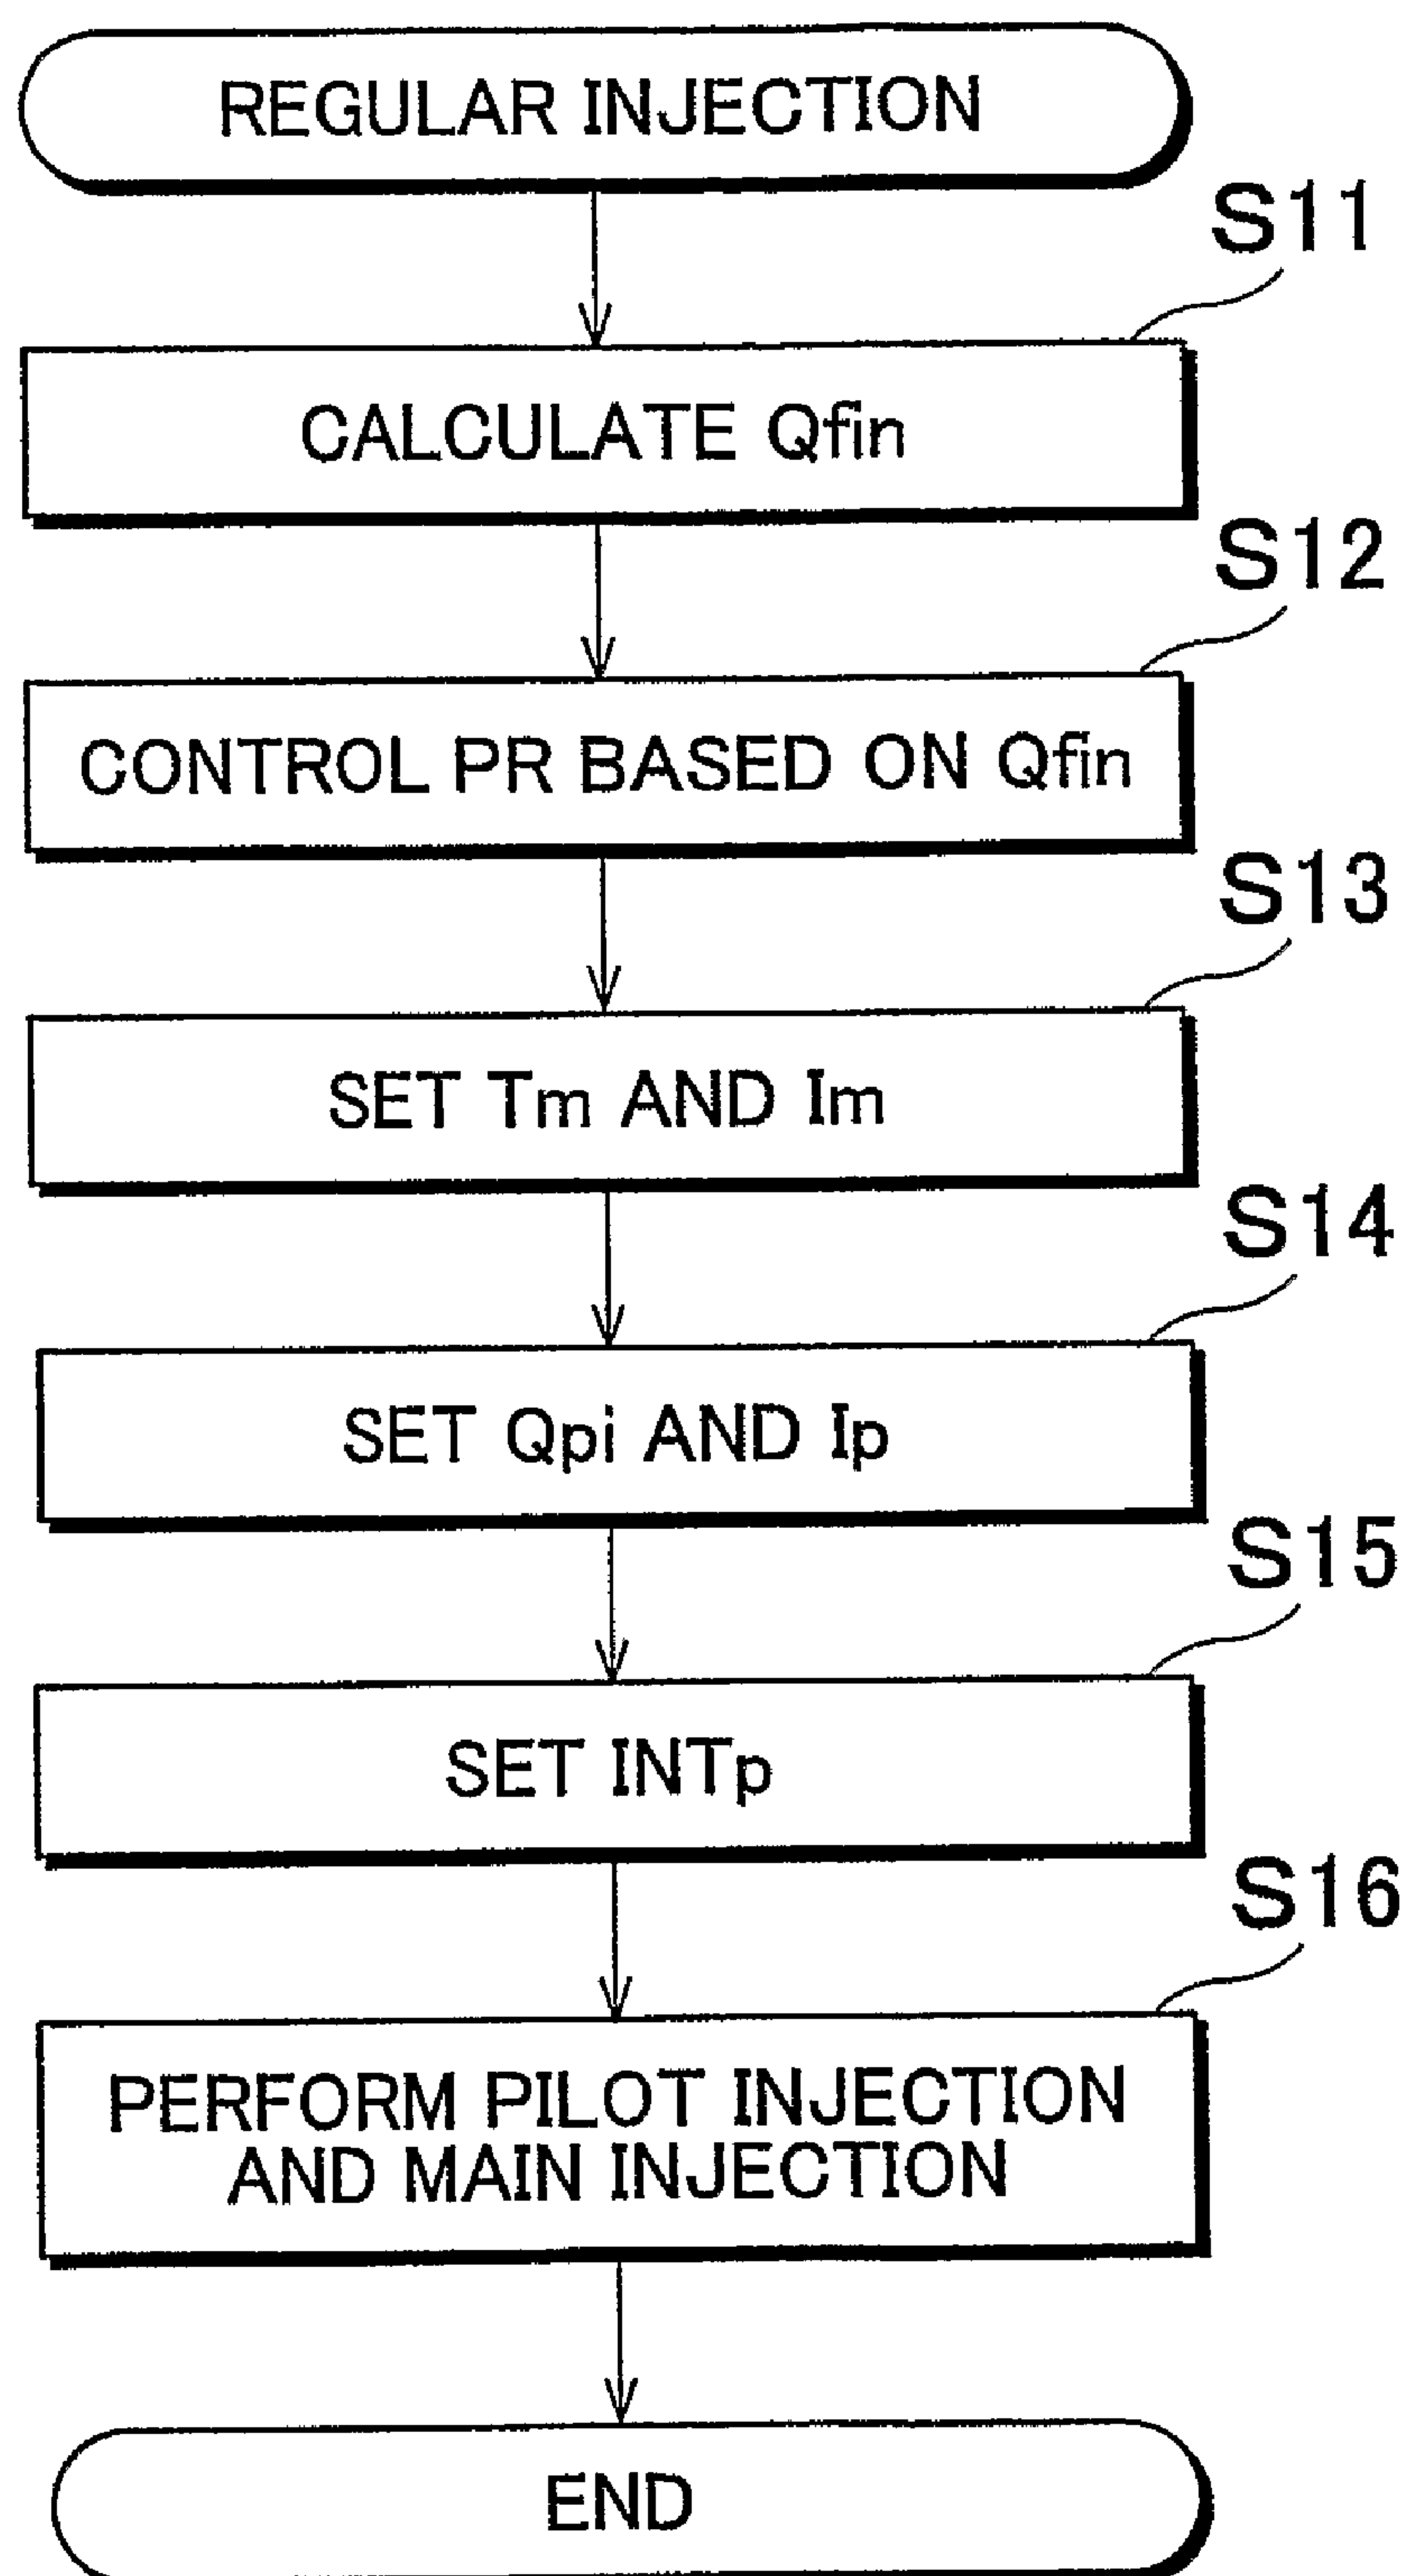 REGULAR INJECTION
S11
CALCULATE Qfin
S12
CONTROL PR BASED ON Qfin
S13
SET Tm AND Im
S14
SET Qpi AND Ip
S15
SET INTp
S16
PERFORM PILOT INJECTION
AND MAIN INJECTION
END